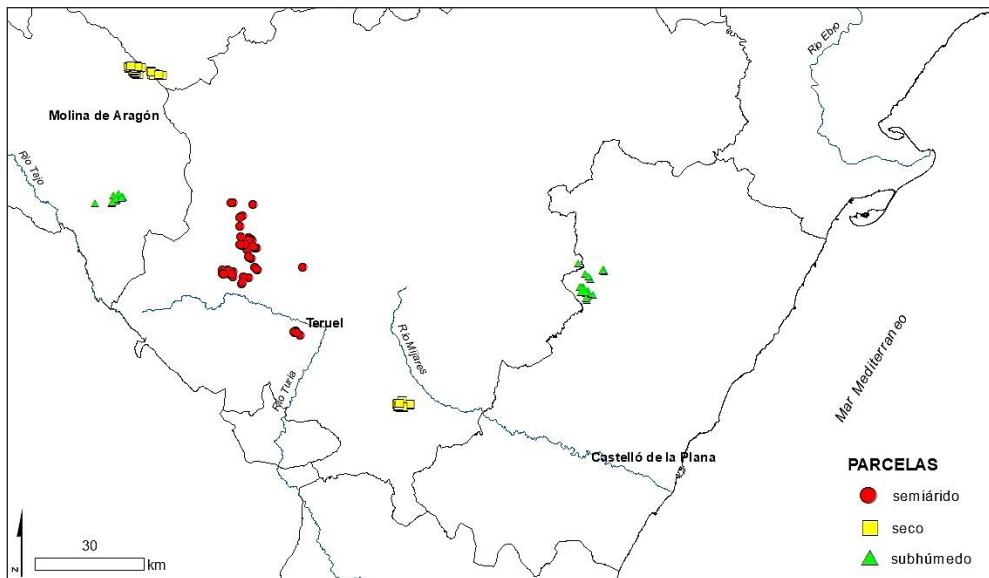 Río Ebro
Molina de Aragón
Río Tajo
Teruel
Río Mijares
Río Turia
Mar Mediterraneo
Castelló de la Plana
PARCELAS
semiárido
seco
subhúmedo
30
km
N